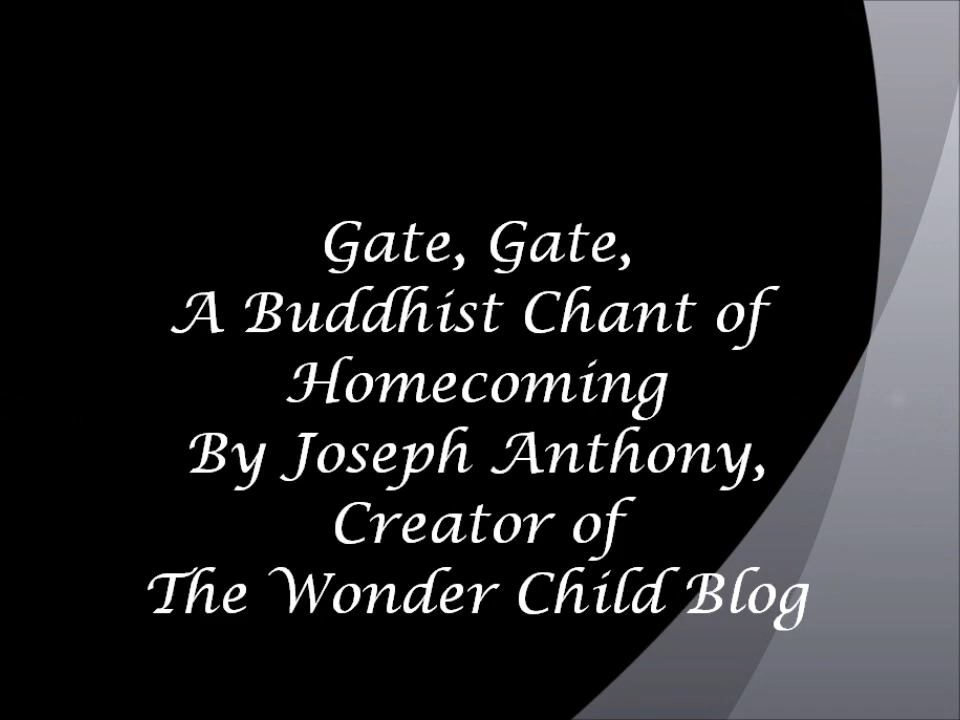 Gate, Gate,
A Buddhist Chant of
Homecoming
By Joseph Anthony,
Creator of
The Wonder Child Blog